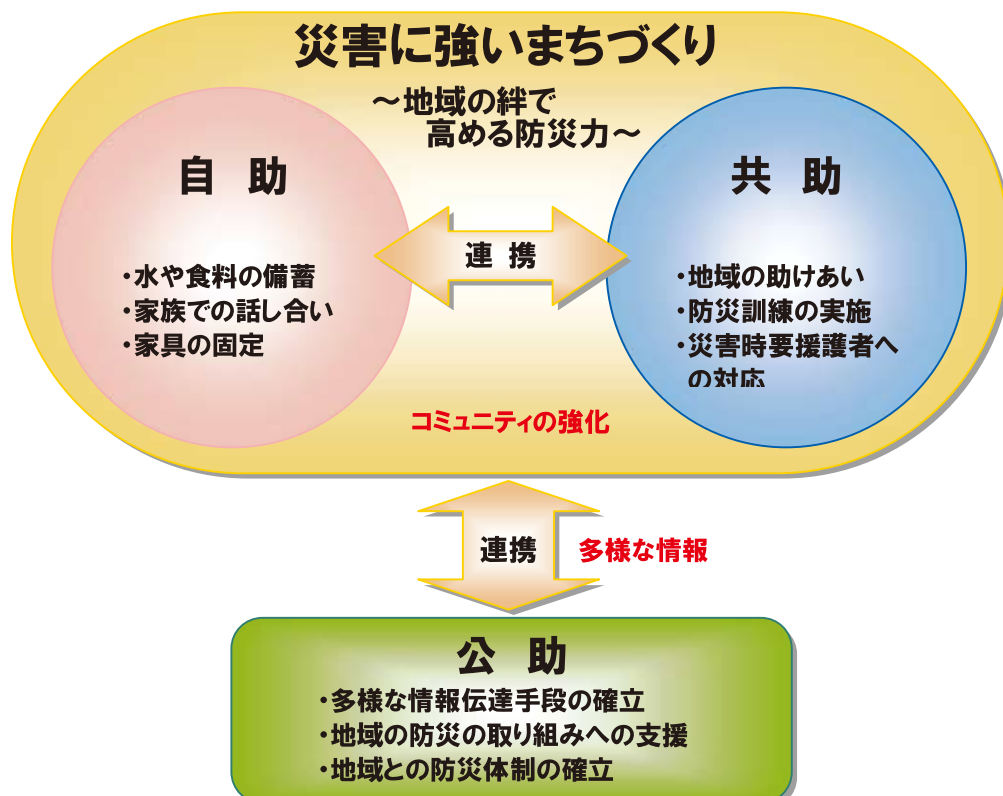 災害に強いまちづくり
～地域の絆で
高める防災力～
自 助
・水や食料の備蓄
・家族での話し合い
・家具の固定
連 携
共 助
・地域の助けあい
・防災訓練の実施
・災害時要援護者へ
の対応
コミュニティの強化
連携
多様な情報
公 助
・多様な情報伝達手段の確立
・地域の防災の取り組みへの支援
・地域との防災体制の確立